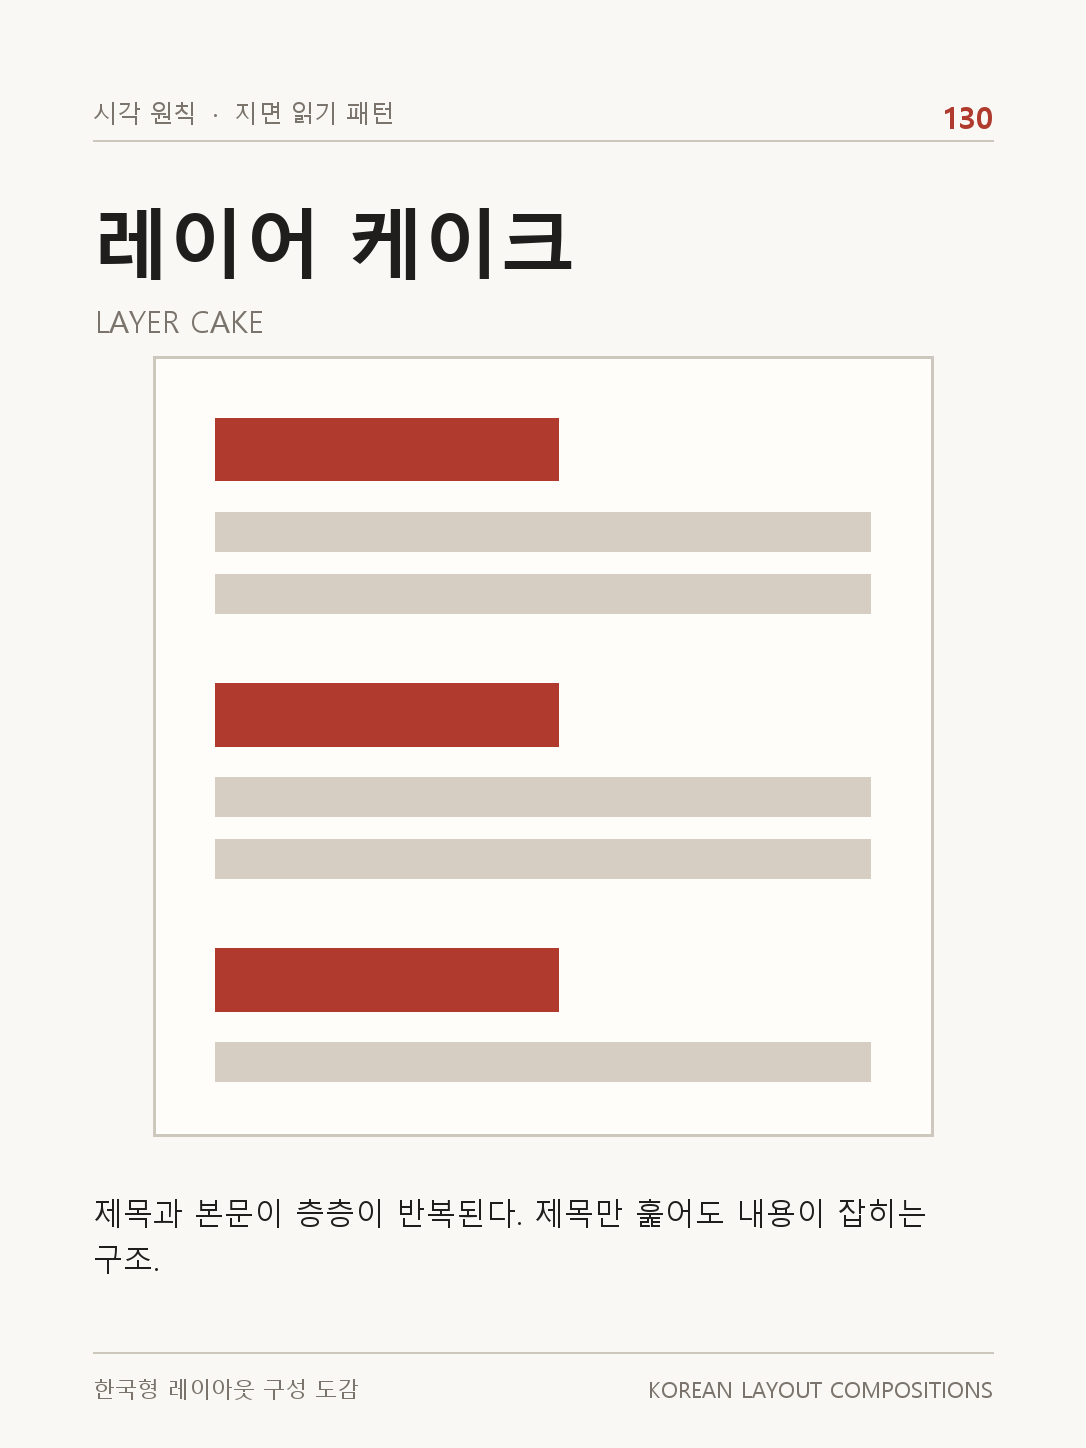 시각 원칙 · 지면 읽기 패턴
130
레이어 케이크
LAYER CAKE
제목과 본문이 층층이 반복된다. 제목만 훑어도 내용이 잡히는
구조.
한국형 레이아웃 구성 도감
KOREAN LAYOUT COMPOSITIONS